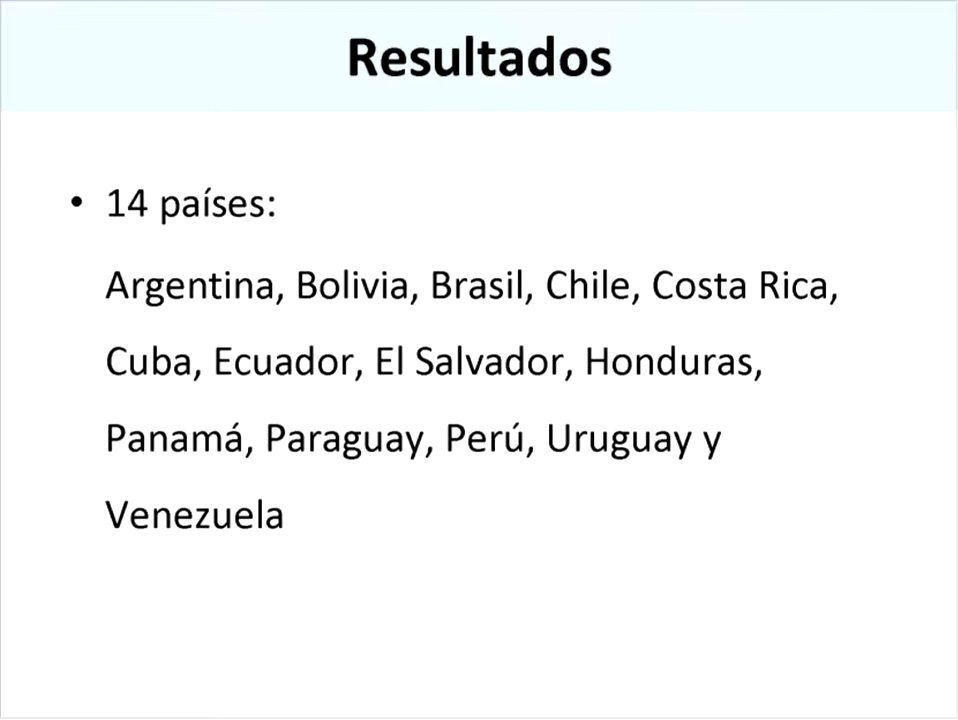 Resultados
• 14 países:
Argentina, Bolivia, Brasil, Chile, Costa Rica,
Cuba, Ecuador, El Salvador, Honduras,
Panamá, Paraguay, Perú, Uruguay y
Venezuela